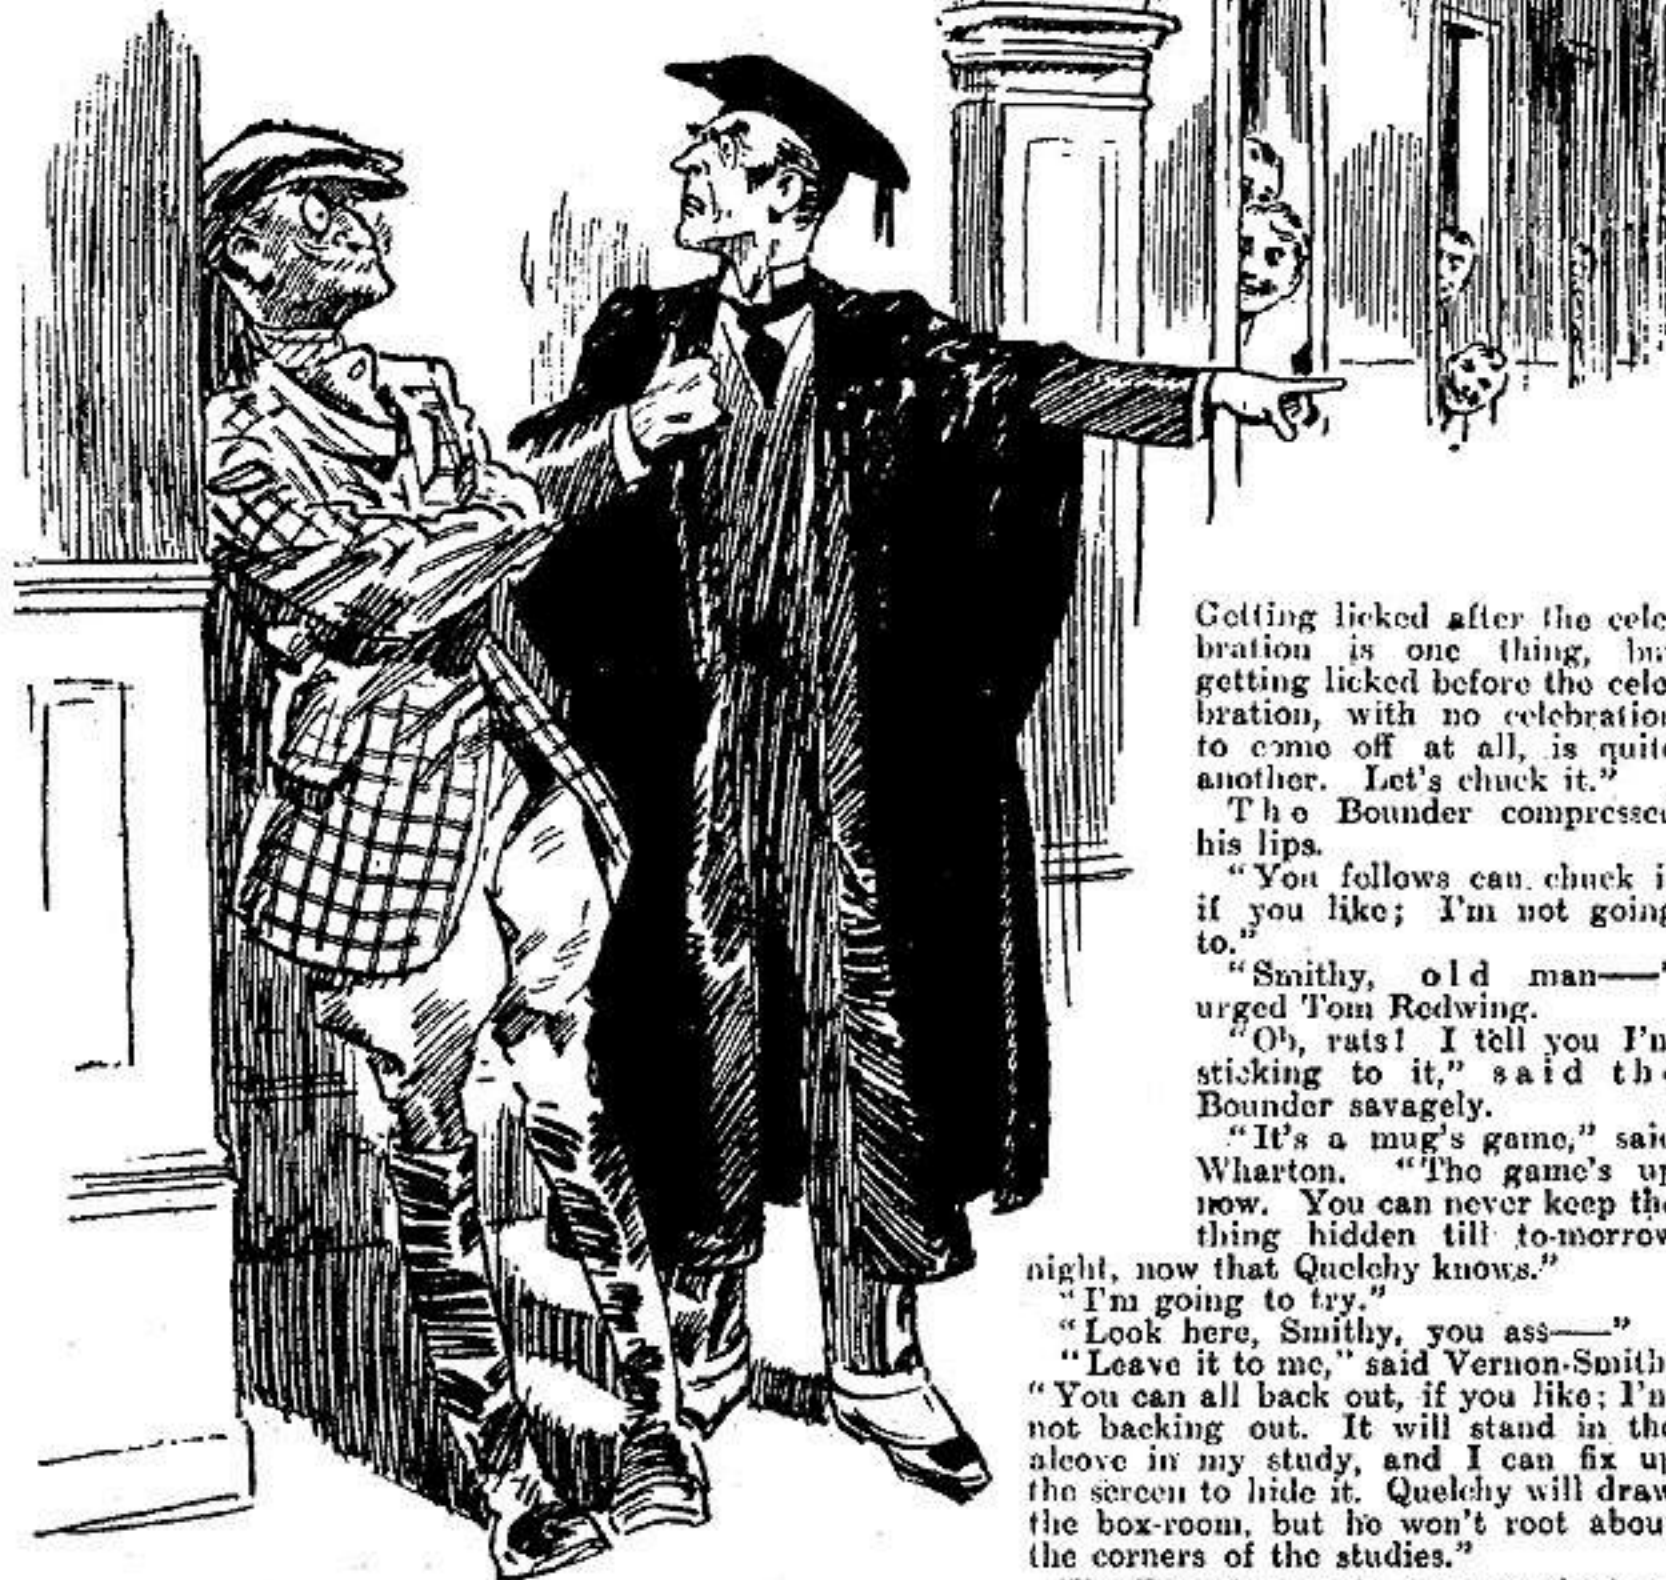 Getting licked after the cele
bration is one thing, bu
getting licked before the cele
bration, with no celebration
to come off at all, is quite
another. Let's chuck it."
The Bounder compressed
his lips.
"You fellows can chuck i
if you like; I'm not going
to."
"Smithy, old man——"
urged Tom Redwing.
"Oh, rats! I tell you I'm
sticking to it," said the
Bounder savagely.
"It's a mug's game," said
Wharton. "The game's up
now. You can never keep the
thing hidden till to-morrow
night, now that Quelchy knows."
"I'm going to try."
"Look here, Smithy, you ass——"
"Leave it to me," said Vernon-Smith.
"You can all back out, if you like; I'm
not backing out. It will stand in the
alcove in my study, and I can fix up
the screen to hide it. Quelchy will draw
the box-room, but he won't root about
the corners of the studies."